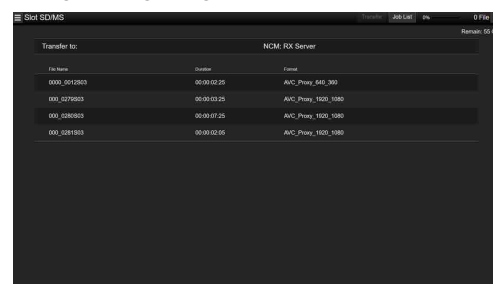 Slot SD/MS Transfer Job List 0% 0 File
Remain: 55
Transfer to: NCM: RX Server
File Name Duration Format
0000_0012S03 00:00:02:25 AVC_Proxy_640_360
000_0279S03 00:00:03:25 AVC_Proxy_1920_1080
000_0280S03 00:00:07:25 AVC_Proxy_1920_1080
000_0281S03 00:00:02:05 AVC_Proxy_1920_1080